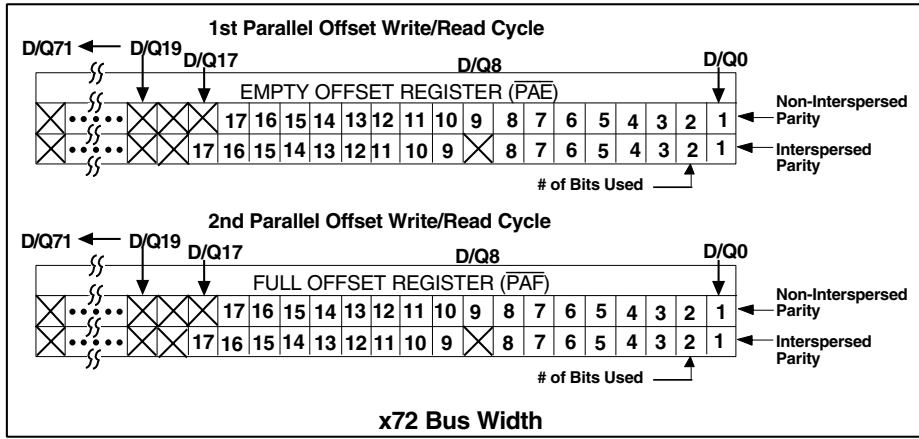 1st Parallel Offset Write/Read Cycle
D/Q71 D/Q19
D/Q17 D/Q8 D/Q0
EMPTY OFFSET REGISTER (PAE)
17 16 15 14 13 12 11 10 9 8 7 6 5 4 3 2 1 Non-Interspersed Parity
17 16 15 14 13 12 11 10 9 8 7 6 5 4 3 2 1 Interspersed Parity
# of Bits Used
2nd Parallel Offset Write/Read Cycle
D/Q71 D/Q19
D/Q17 D/Q8 D/Q0
FULL OFFSET REGISTER (PAF)
17 16 15 14 13 12 11 10 9 8 7 6 5 4 3 2 1 Non-Interspersed Parity
17 16 15 14 13 12 11 10 9 8 7 6 5 4 3 2 1 Interspersed Parity
# of Bits Used
x72 Bus Width